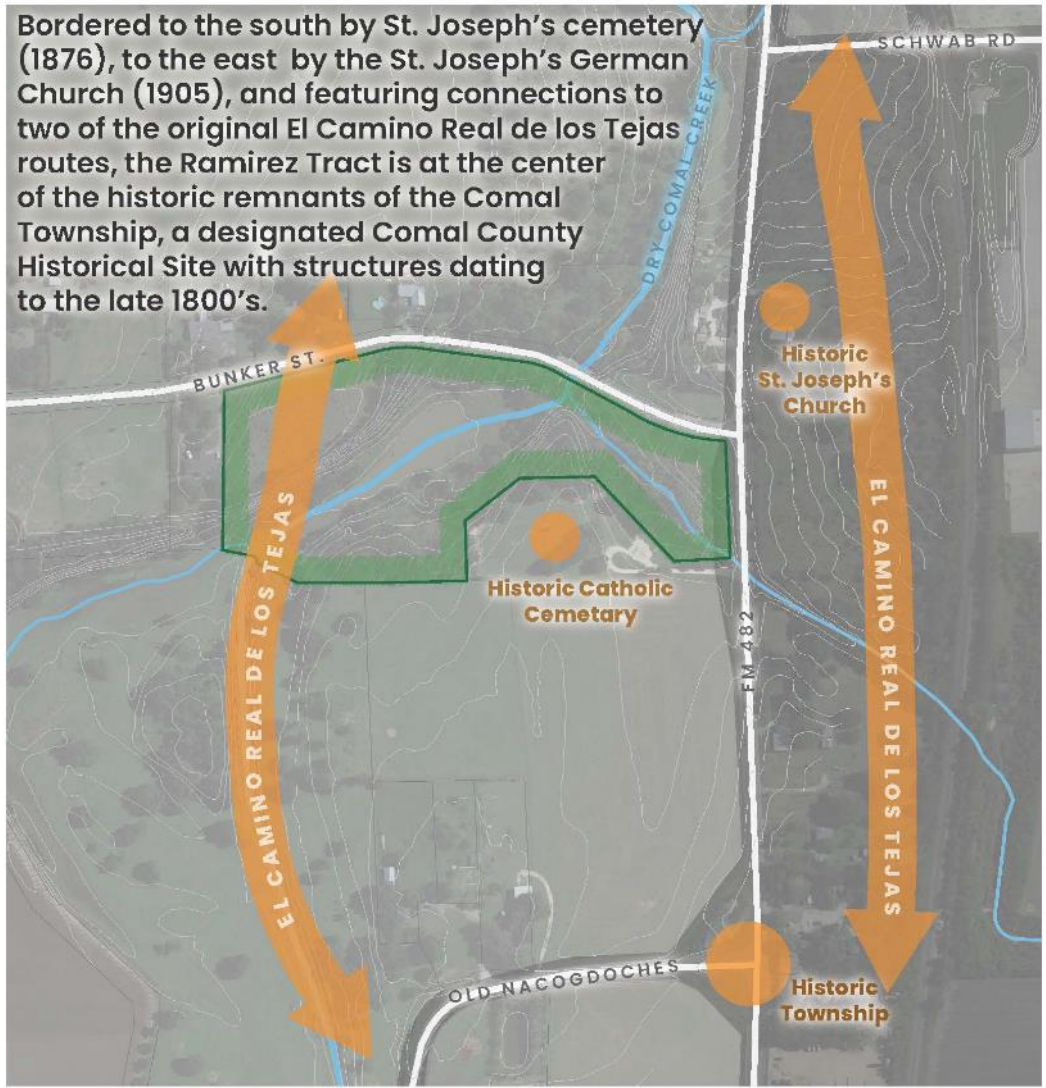 Bordered to the south by St. Joseph's cemetery
(1876), to the east by the St. Joseph's German
Church (1905), and featuring connections to
two of the original El Camino Real de los Tejas
routes, the Ramirez Tract is at the center
of the historic remnants of the Comal
Township, a designated Comal County
Historical Site with structures dating
to the late 1800's.
SCHWAB RD
DRY COMAL CREEK
BUNKER ST.
Historic
St. Joseph's
Church
EL CAMINO REAL DE LOS TEJAS
EL CAMINO REAL DE LOS TEJAS
Historic Catholic
Cemetary
FM 482
OLD NACOGDOCHES
Historic
Township